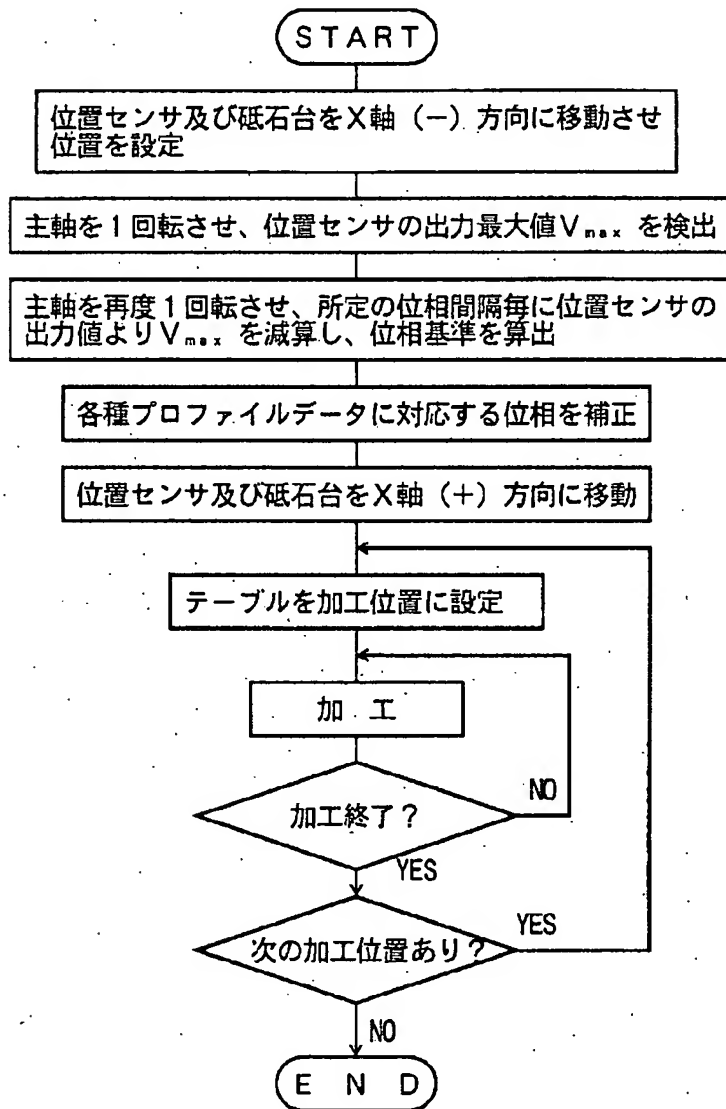 START
位置センサ及び砥石台をX軸(-)方向に移動させ
位置を設定
主軸を1回転させ、位置センサの出力最大値Vmaxを検出
主軸を再度1回転させ、所定の位相間隔毎に位置センサの
出力値よりVmaxを減算し、位相基準を算出
各種プロファイルデータに対応する位相を補正
位置センサ及び砥石台をX軸(+)方向に移動
テーブルを加工位置に設定
加工
NO
加工終了?
YES
YES
次の加工位置あり?
NO
END